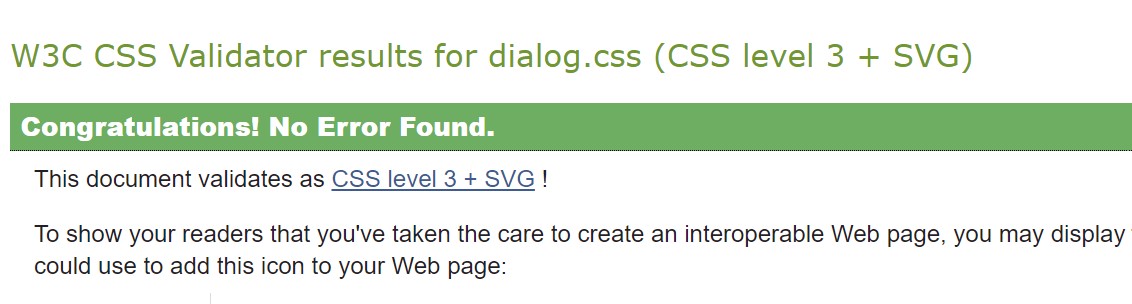 W3C CSS Validator results for dialog.css (CSS level 3 + SVG)
Congratulations! No Error Found.
This document validates as CSS level 3 + SVG !
To show your readers that you've taken the care to create an interoperable Web page, you may display
could use to add this icon to your Web page: